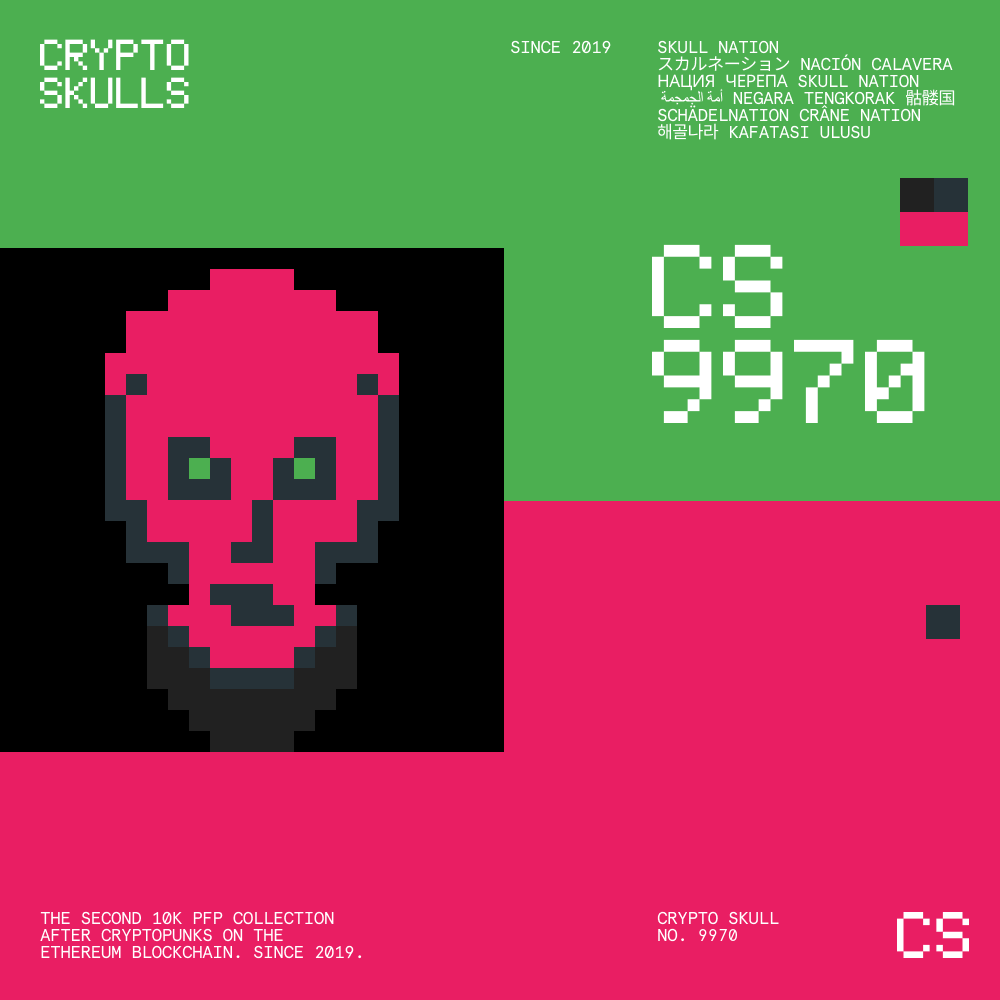 CRYPTO
SKULLS
SINCE 2019
SKULL NATION
スカルネーション NACIÓN CALAVERA
НАЦИЯ ЧЕРЕПА SKULL NATION
أمة الجمجمة NEGARA TENGKORAK 骷髅国
SCHÄDELNATION CRÂNE NATION
해골나라 KAFATASI ULUSU
CS
9970
THE SECOND 10K PFP COLLECTION
AFTER CRYPTOPUNKS ON THE
ETHEREUM BLOCKCHAIN. SINCE 2019.
CRYPTO SKULL
NO. 9970
CS